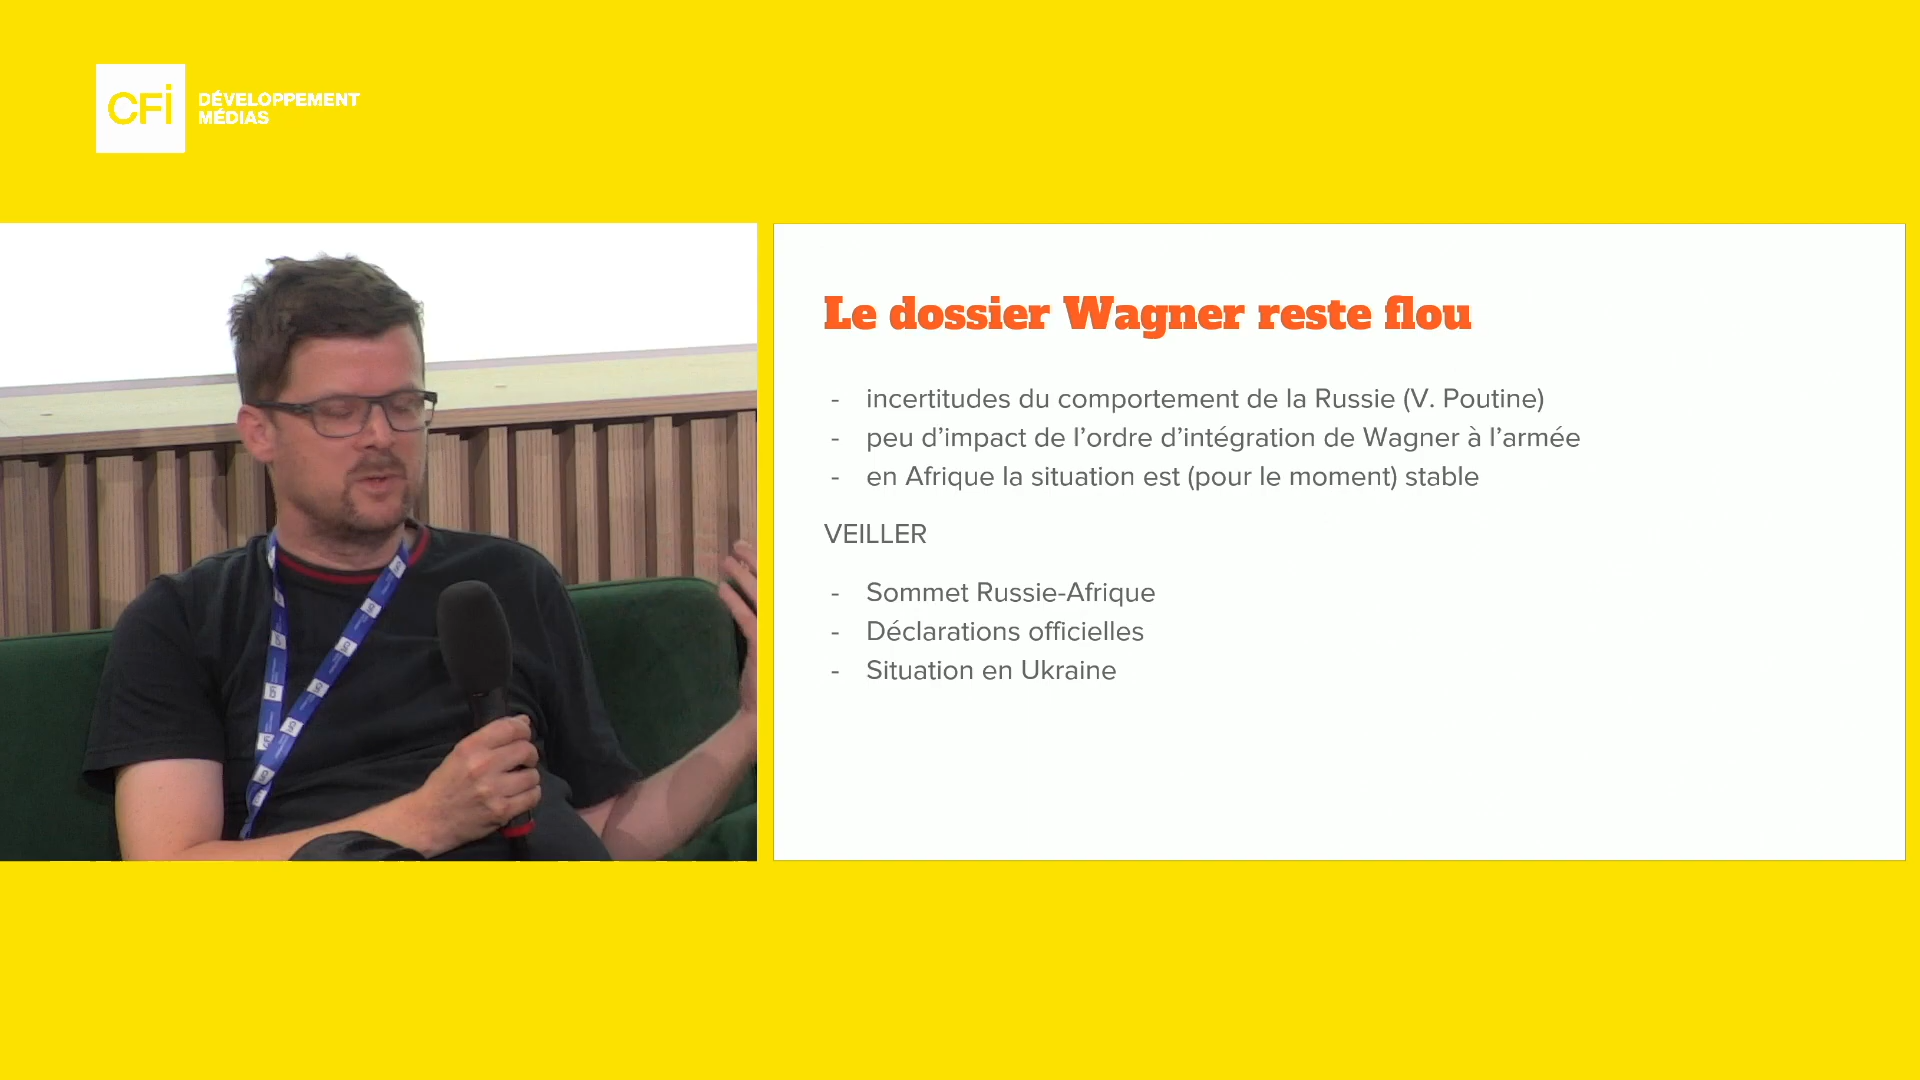 CFI
DÉVELOPPEMENT
MÉDIAS
Le dossier Wagner reste flou
- incertitudes du comportement de la Russie (V. Poutine)
- peu d’impact de l’ordre d’intégration de Wagner à l’armée
- en Afrique la situation est (pour le moment) stable
VEILLER
- Sommet Russie-Afrique
- Déclarations officielles
- Situation en Ukraine